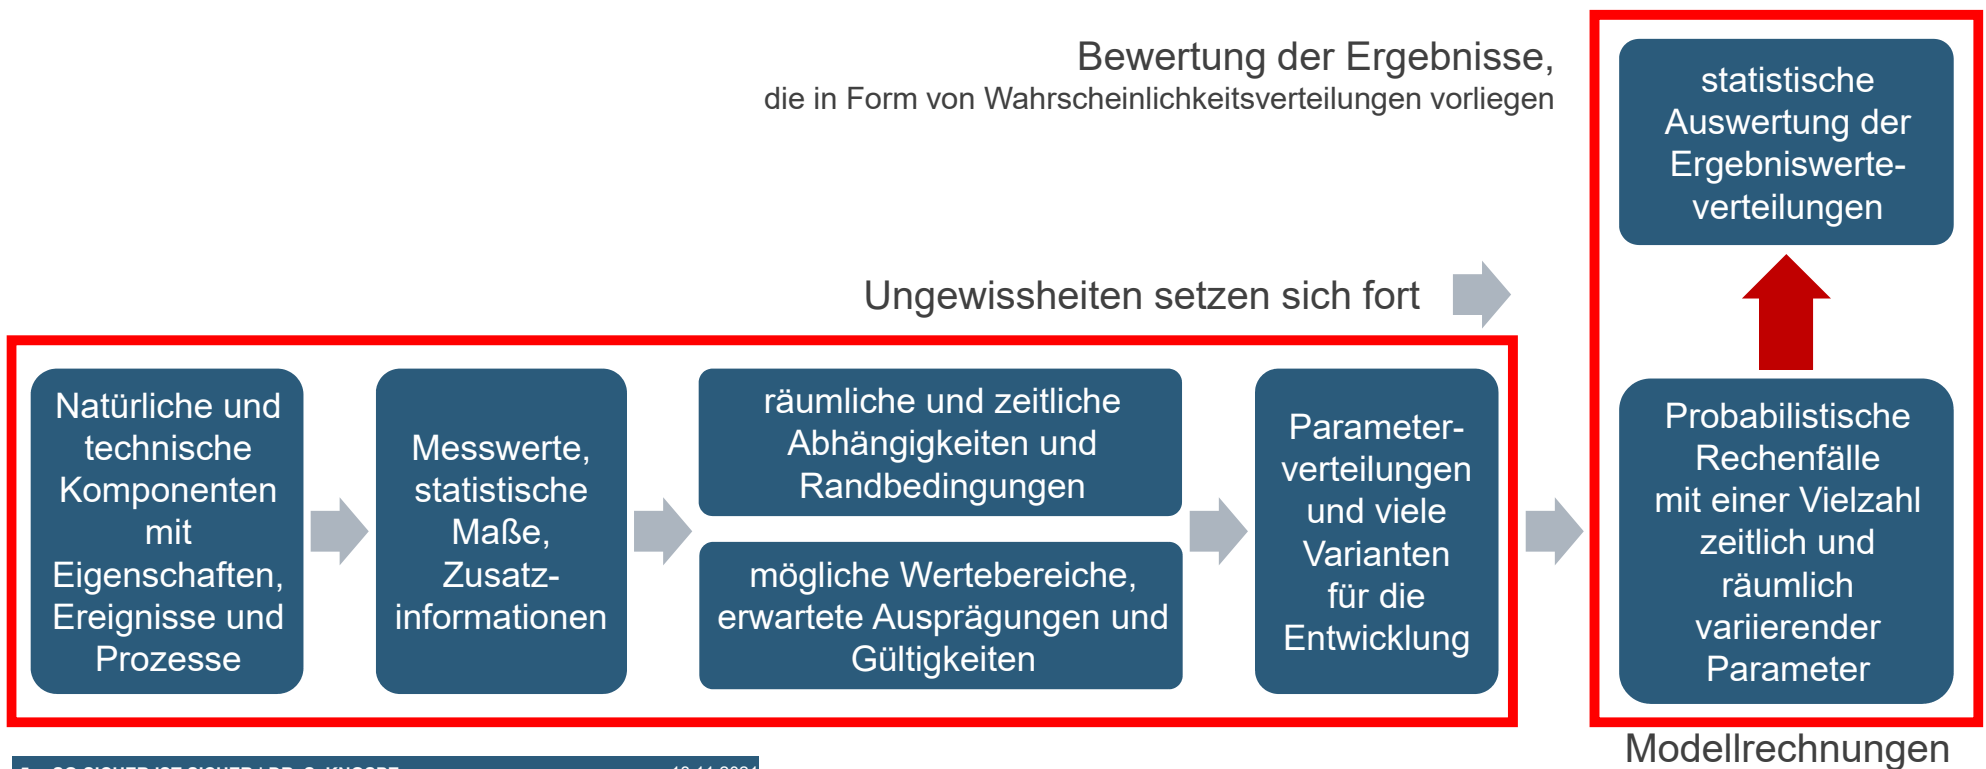 Bewertung der Ergebnisse,
die in Form von Wahrscheinlichkeitsverteilungen vorliegen
statistische
Auswertung der
Ergebniswerte-
verteilungen
Ungewissheiten setzen sich fort
Natürliche und
technische
Komponenten
mit
Eigenschaften,
Ereignisse und
Prozesse
Messwerte,
statistische
Maße,
Zusatz-
informationen
räumliche und zeitliche
Abhängigkeiten und
Randbedingungen
mögliche Wertebereiche,
erwartete Ausprägungen und
Gültigkeiten
Parameter-
verteilungen
und viele
Varianten
für die
Entwicklung
Probabilistische
Rechenfälle
mit einer Vielzahl
zeitlich und
räumlich
variierender
Parameter
Modellrechnungen